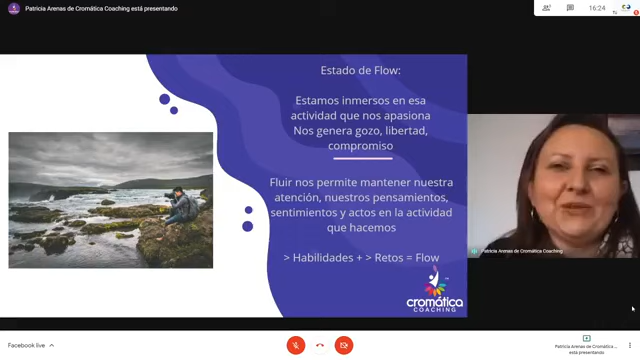 Patricia Arenas de Cromática Coaching está presentando
16:24
Estado de Flow:
Estamos inmersos en esa
actividad que nos apasiona
Nos genera gozo, libertad,
compromiso
Fluir nos permite mantener nuestra
atención, nuestros pensamientos,
sentimientos y actos en la actividad
que hacemos
> Habilidades + > Retos = Flow
cromática
COACHING
Patricia Arenas de Cromática Coaching
Facebook live
Patricia Arenas de Cromática ...
está presentando